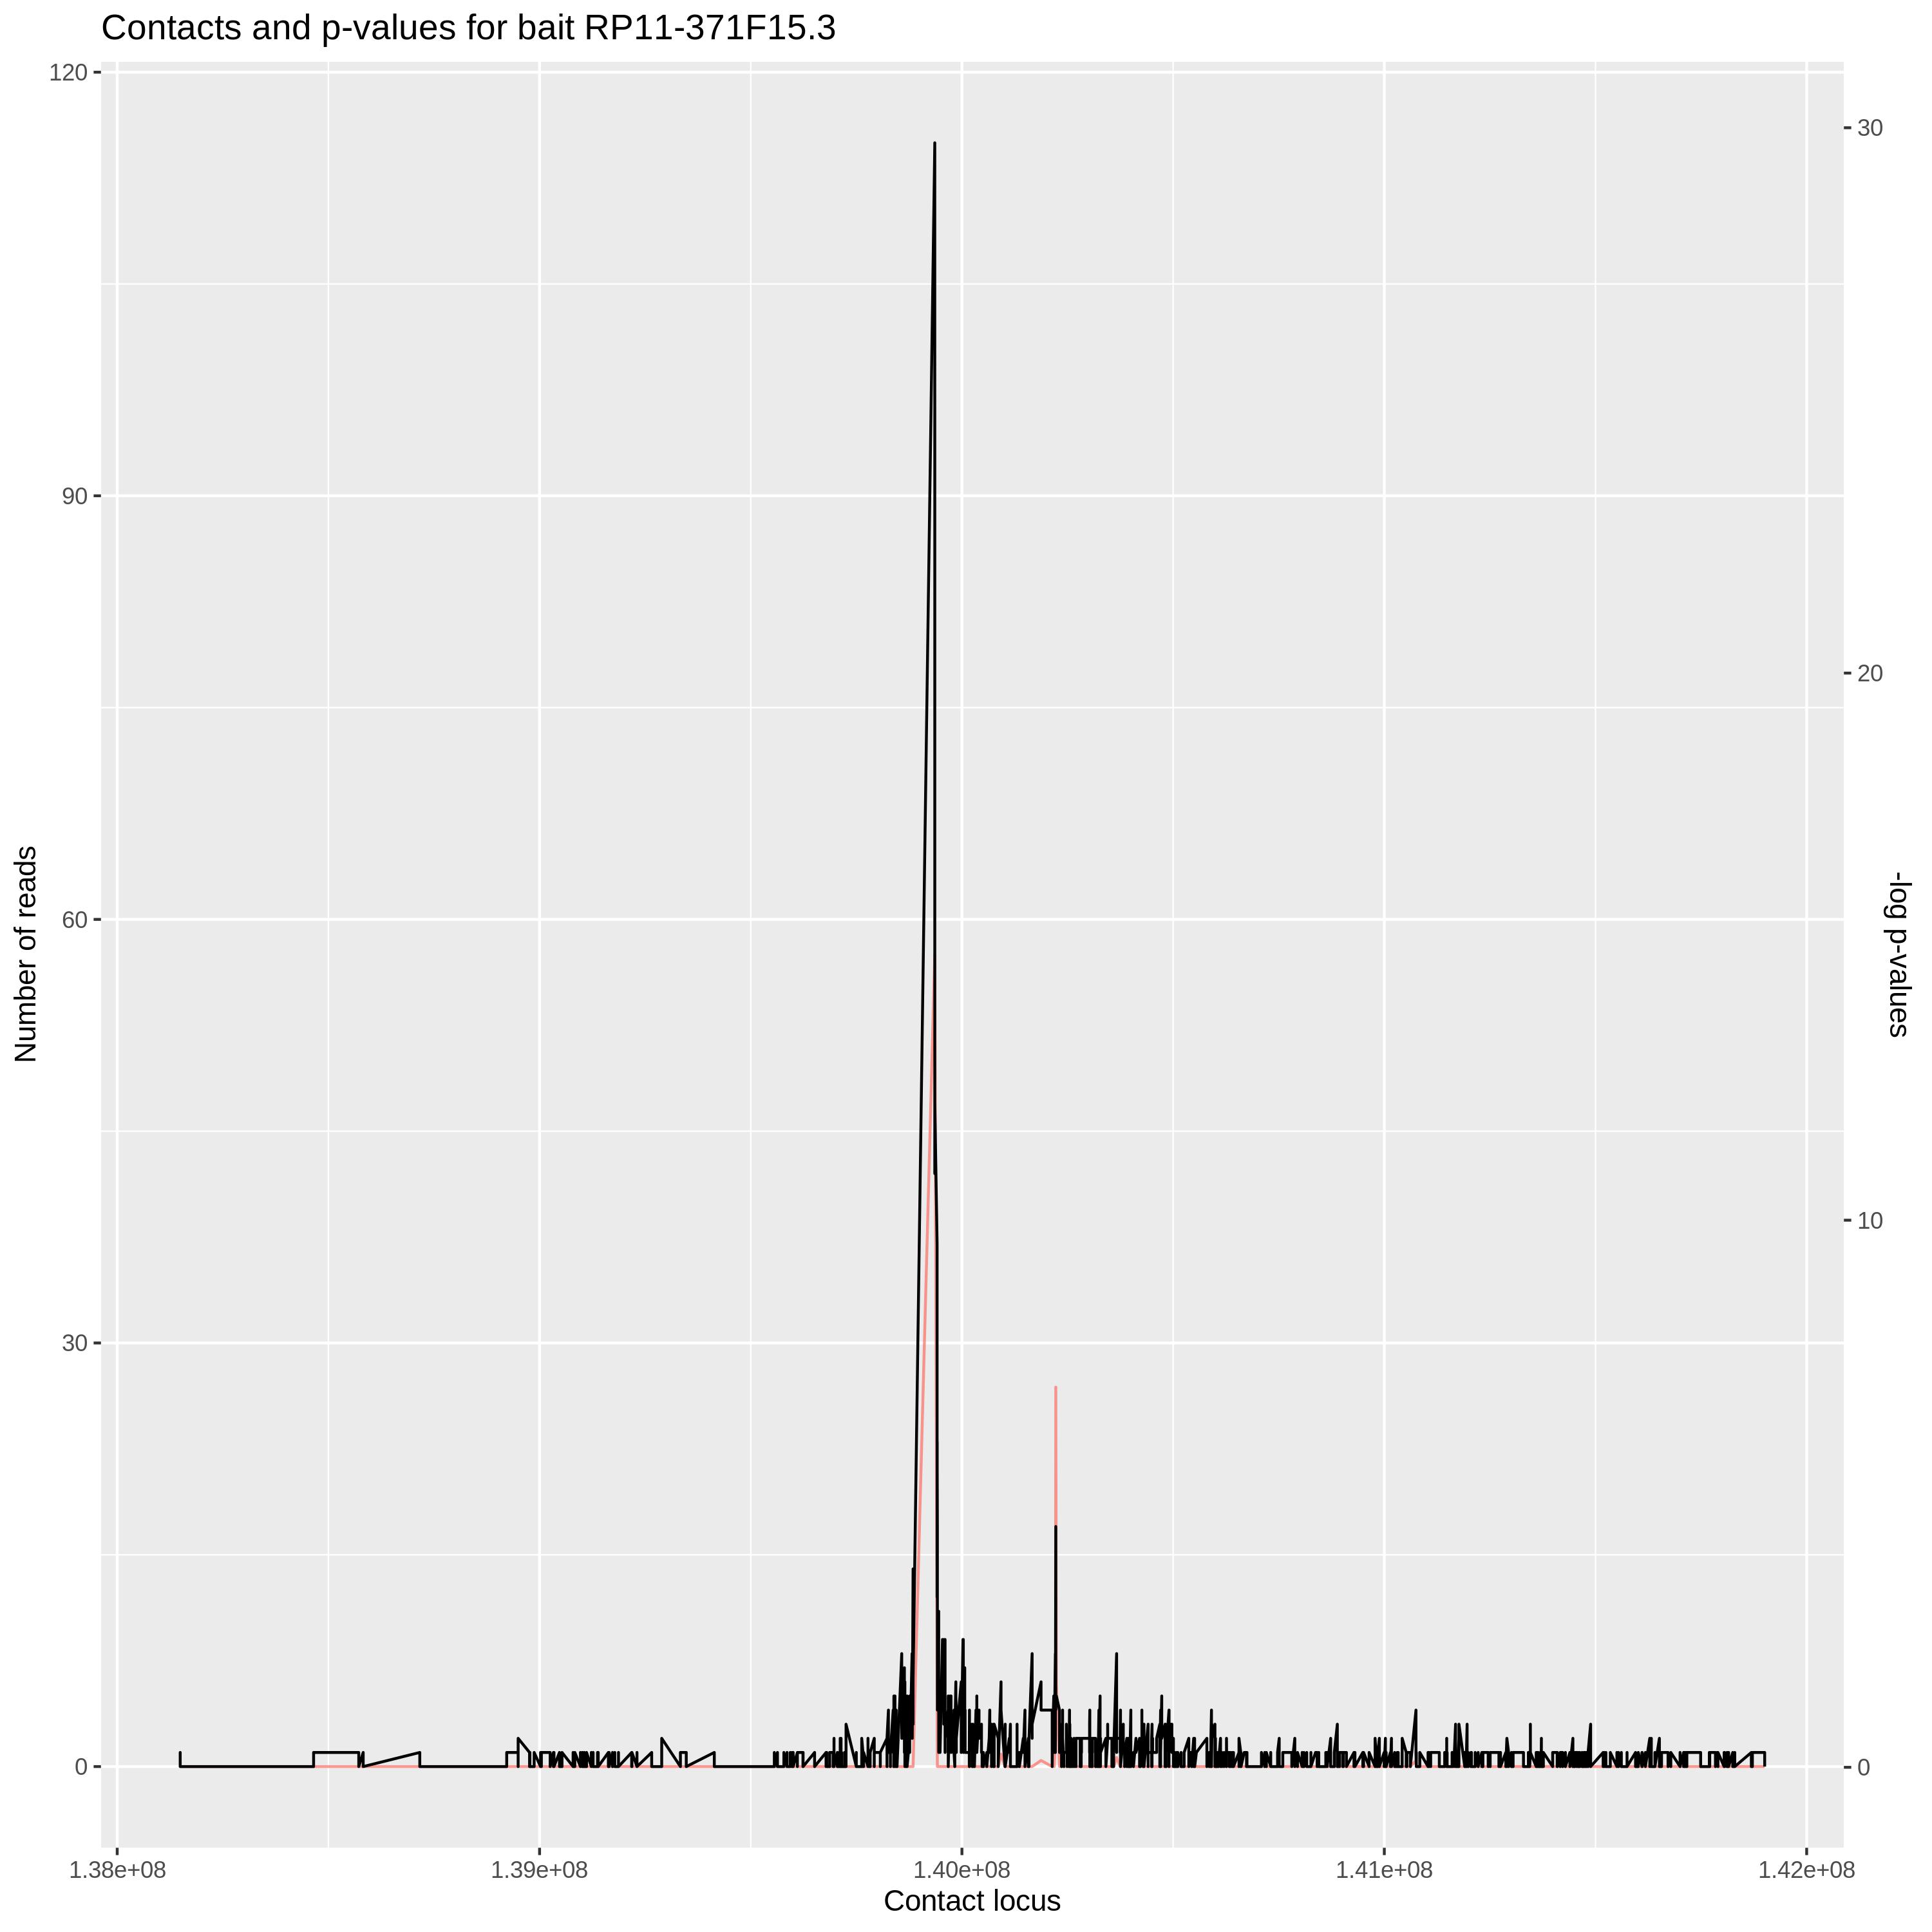 Contacts and p-values for bait RP11-371F15.3
120
90
60
30
0
Number of reads
30
20
10
0
-log p-values
1.38e+08
1.39e+08
1.40e+08
1.41e+08
1.42e+08
Contact locus